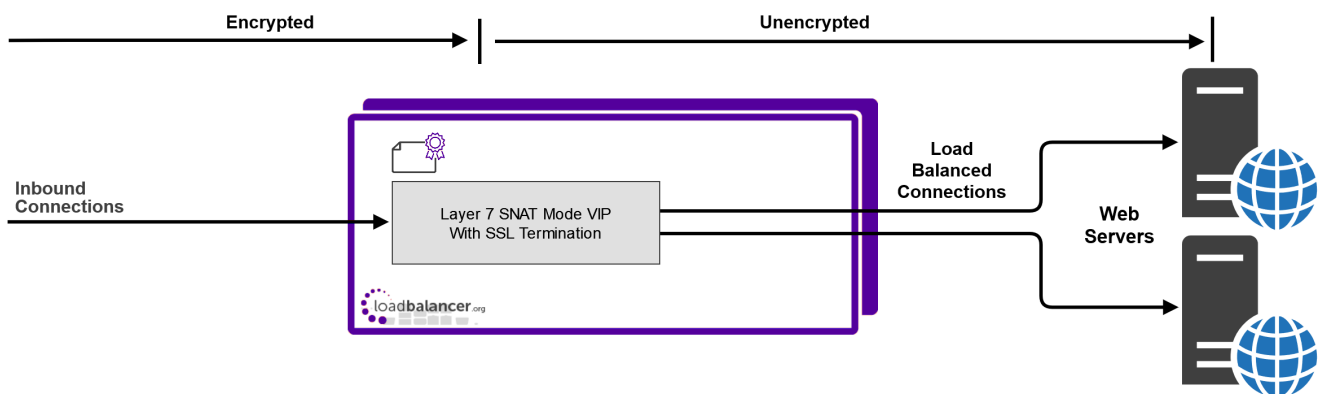 Encrypted
Unencrypted
Inbound
Connections
Layer 7 SNAT Mode VIP
With SSL Termination
Load
Balanced
Connections
Web
Servers
loadbalancer.org